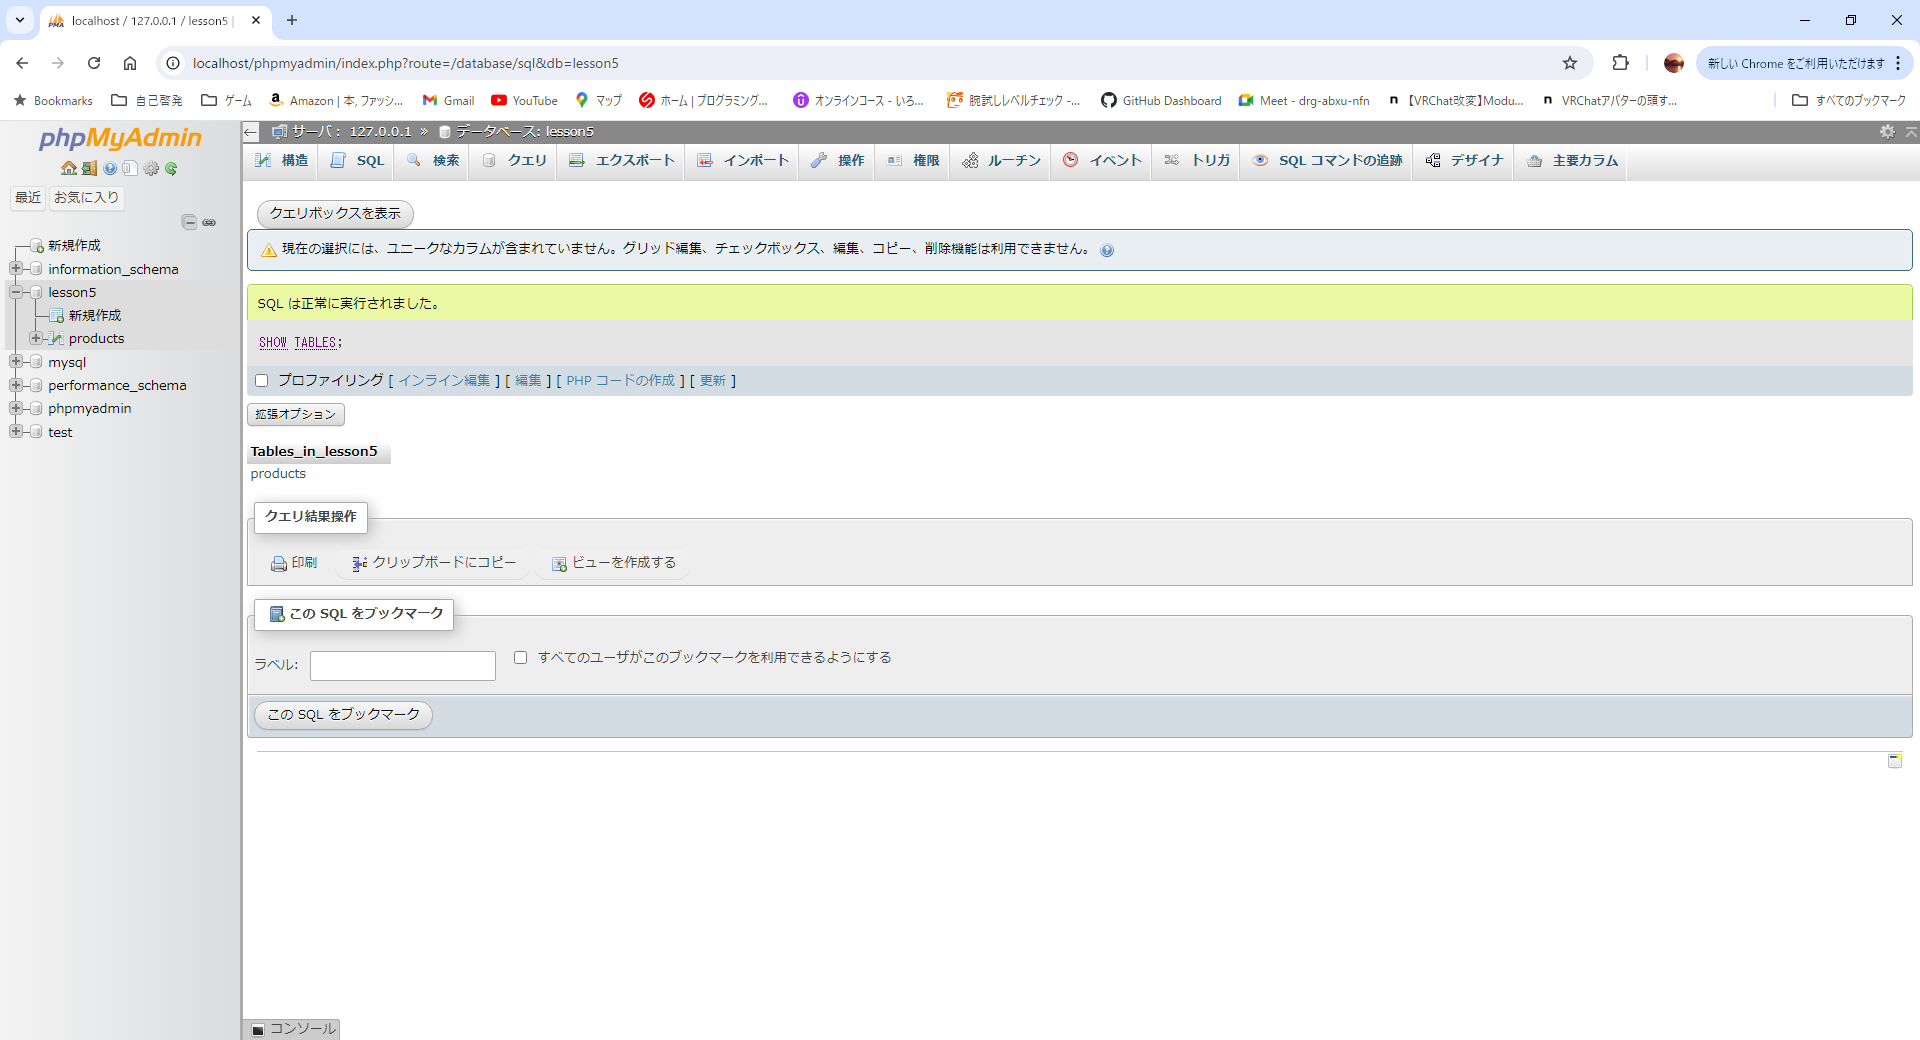 localhost / 127.0.0.1 / lesson5 |
localhost/phpmyadmin/index.php?route=/database/sql&db=lesson5
新しい Chrome をご利用いただけます
Bookmarks
自己啓発
ゲーム
Amazon | 本, ファッシ...
Gmail
YouTube
マップ
ホーム | プログラミング...
オンラインコース - いろ...
腕試しレベルチェック -...
GitHub Dashboard
Meet - drg-abxu-nfn
【VRChat改変】Modu...
VRChatアバターの頭す...
すべてのブックマーク
phpMyAdmin
最近
お気に入り
新規作成
information_schema
lesson5
新規作成
products
mysql
performance_schema
phpmyadmin
test
サーバ: 127.0.0.1 » データベース: lesson5
構造
SQL
検索
クエリ
エクスポート
インポート
操作
権限
ルーチン
イベント
トリガ
SQL コマンドの追跡
デザイナ
主要カラム
クエリボックスを表示
現在の選択には、ユニークなカラムが含まれていません。グリッド編集、チェックボックス、編集、コピー、削除機能は利用できません。
SQL は正常に実行されました。
SHOW TABLES;
プロファイリング [ インライン編集 ] [ 編集 ] [ PHP コードの作成 ] [ 更新 ]
拡張オプション
Tables_in_lesson5
products
クエリ結果操作
印刷
クリップボードにコピー
ビューを作成する
この SQL をブックマーク
ラベル:
すべてのユーザがこのブックマークを利用できるようにする
この SQL をブックマーク
コンソール